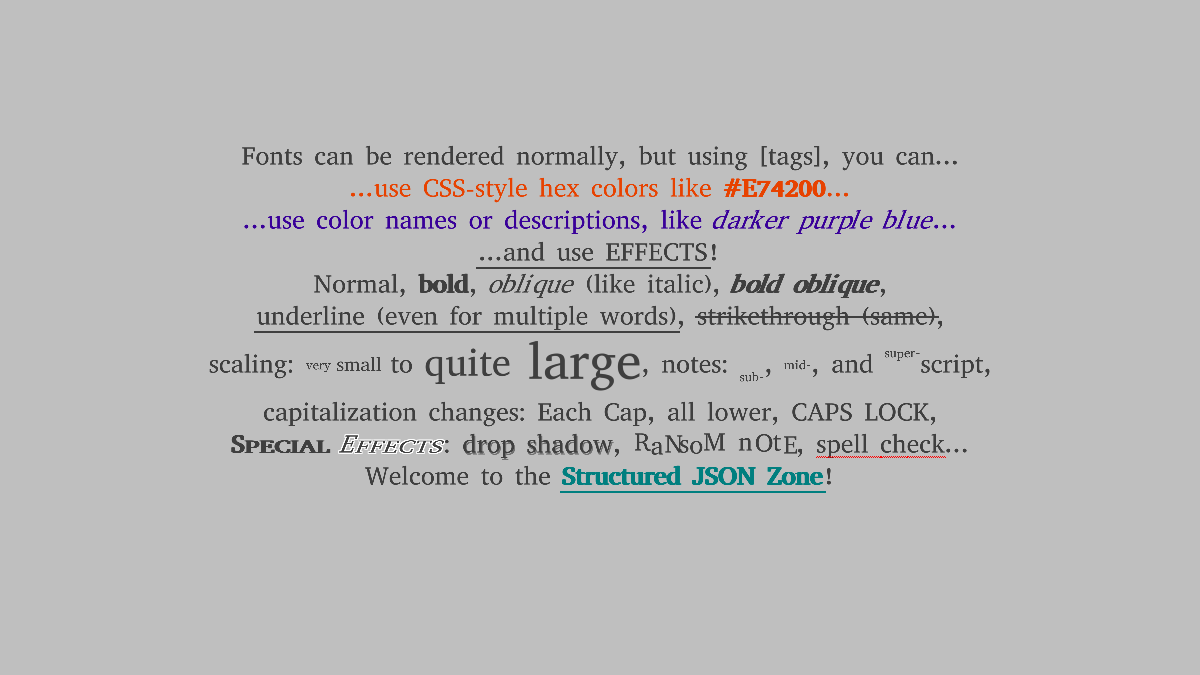 Fonts can be rendered normally, but using [tags], you can…
…use CSS-style hex colors like #E74200…
…use color names or descriptions, like darker purple blue…
…and use EFFECTS!
Normal, bold, oblique (like italic), bold oblique,
underline (even for multiple words), strikethrough (same),
scaling: very small to quite large, notes: sub-, mid-, and super-script,
capitalization changes: Each Cap, all lower, CAPS LOCK,
Special Effects: drop shadow, RaNsoM nOtE, spell check…
Welcome to the Structured JSON Zone!